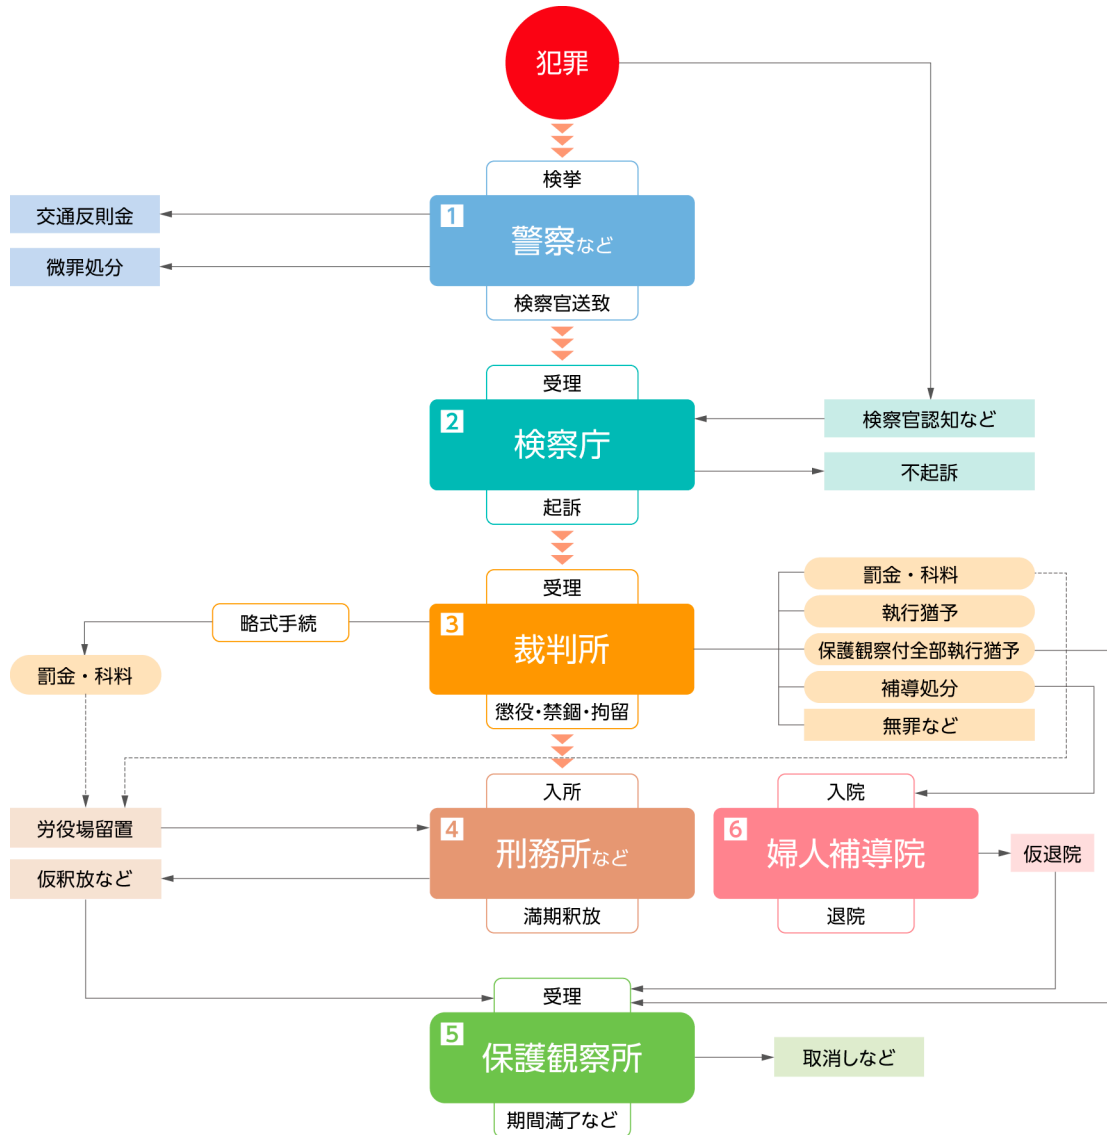 犯罪
検挙
1
警察など
検察官送致
交通反則金
微罪処分
受理
2
検察庁
起訴
検察官認知など
不起訴
受理
3
裁判所
懲役・禁錮・拘留
略式手続
罰金・科料
罰金・科料
執行猶予
保護観察付全部執行猶予
補導処分
無罪など
労役場留置
仮釈放など
入所
4
刑務所など
満期釈放
入院
6
婦人補導院
退院
仮退院
受理
5
保護観察所
期間満了など
取消しなど